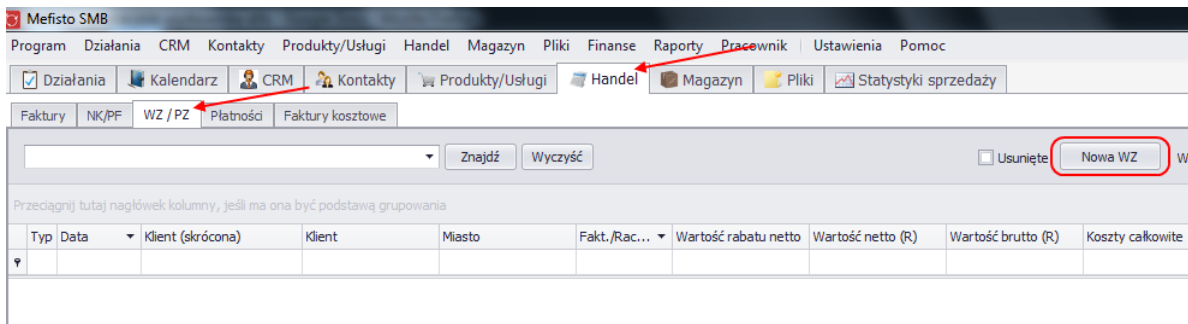 Mefisto SMB
Program Działania CRM Kontakty Produkty/Usługi Handel Magazyn Pliki Finanse Raporty Pracownik Ustawienia Pomoc
Działania Kalendarz CRM Kontakty Produkty/Usługi Handel Magazyn Pliki Statystyki sprzedaży
Faktury NK/PF WZ / PZ Płatności Faktury kosztowe
Znajdź Wyczyść Usunięte Nowa WZ W
Przeciągnij tutaj nagłówek kolumny, jeśli ma ona być podstawą grupowania
Typ Data Klient (skrócona) Klient Miasto Fakt./Rac... Wartość rabatu netto Wartość netto (R) Wartość brutto (R) Koszty całkowite